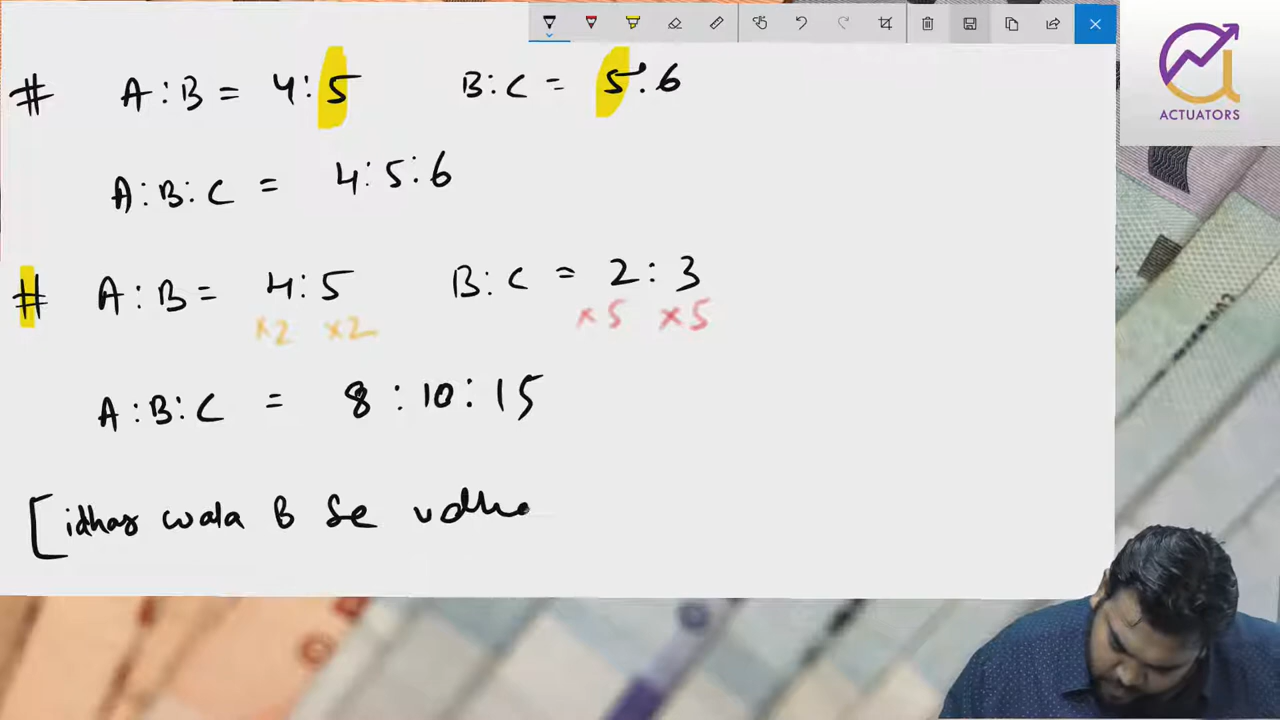 # A:B = 4:5 B:C = 5:6
A:B:C = 4:5:6
# A:B = 4:5 B:C = 2:3
×2 ×2 ×5 ×5
A:B:C = 8:10:15
[idhar wala B se udha
ACTUATORS